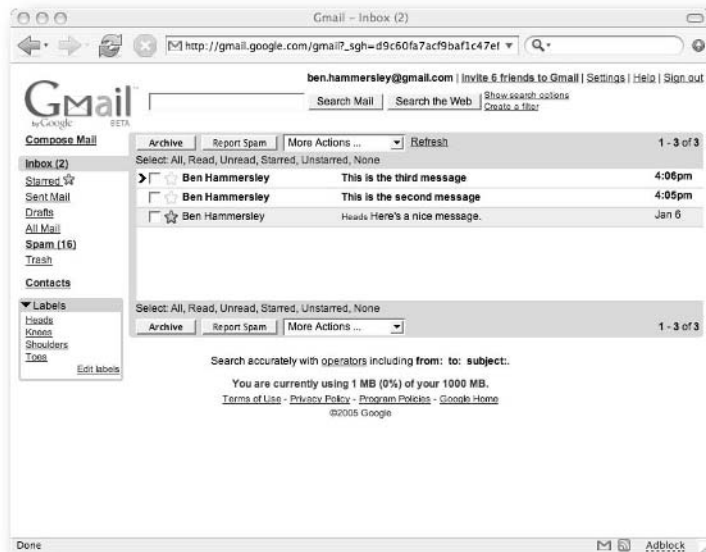 Gmail - Inbox (2)
http://gmail.google.com/gmail?_sgh=d9c60fa7acf9baf1c47ef
ben.hammersley@gmail.com | Invite 6 friends to Gmail | Settings | Help | Sign out
GMail
by Google BETA
Search Mail Search the Web Show search options
Create a filter
Compose Mail
Archive Report Spam More Actions ... Refresh 1 - 3 of 3
Select: All, Read, Unread, Starred, Unstarred, None
Inbox (2)
Starred
Sent Mail
Drafts
All Mail
Spam (16)
Trash
Contacts
Ben Hammersley This is the third message 4:06pm
Ben Hammersley This is the second message 4:05pm
Ben Hammersley Heads Here's a nice message. Jan 6
Labels
Heads
Knees
Shoulders
Toes
Edit labels
Select: All, Read, Unread, Starred, Unstarred, None
Archive Report Spam More Actions ... 1 - 3 of 3
Search accurately with operators including from: to: subject:.
You are currently using 1 MB (0%) of your 1000 MB.
Terms of Use - Privacy Policy - Program Policies - Google Home
©2005 Google
Done Adblock